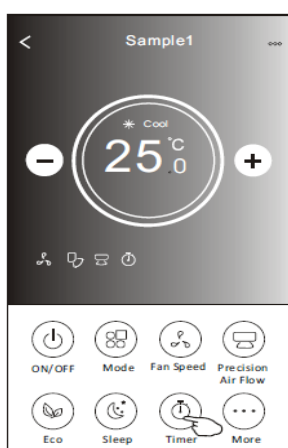 Sample1
Cool
25.0 °C
ON/OFF Mode Fan Speed Precision Air Flow
Eco Sleep Timer More